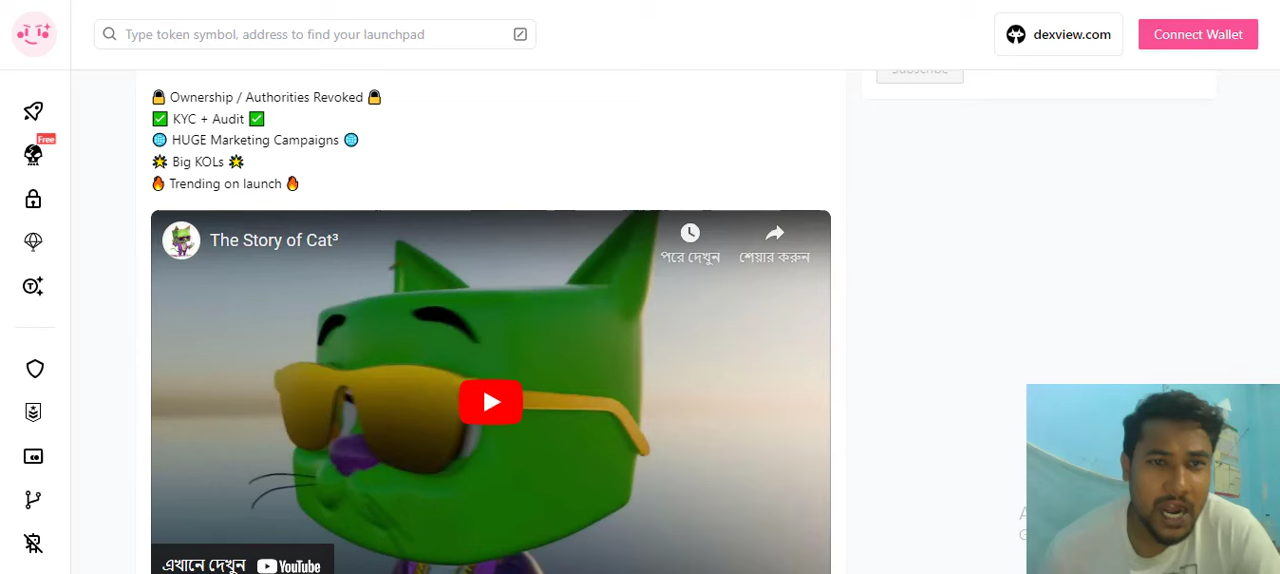 Type token symbol, address to find your launchpad
dexview.com
Connect Wallet
Subscribe
Free
Ownership / Authorities Revoked
KYC + Audit
HUGE Marketing Campaigns
Big KOLs
Trending on launch
The Story of Cat³
পরে দেখুন
শেয়ার করুন
এখানে দেখুন
YouTube